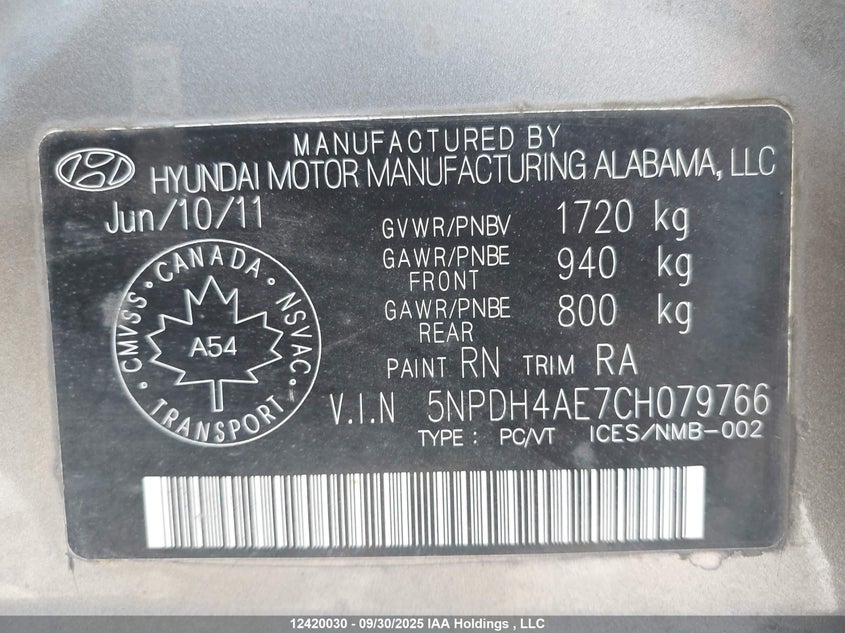 MANUFACTURED BY
HYUNDAI MOTOR MANUFACTURING ALABAMA, LLC
Jun/10/11
GVWR/PNBV 1720 kg
GAWR/PNBE FRONT 940 kg
GAWR/PNBE REAR 800 kg
CANADA · NSVAC · TRANSPORT · CMVSS ·
A54
PAINT RN TRIM RA
V.I.N 5NPDH4AE7CH079766
TYPE : PC/VT ICES/NMB-002
12420030 - 09/30/2025 IAA Holdings , LLC